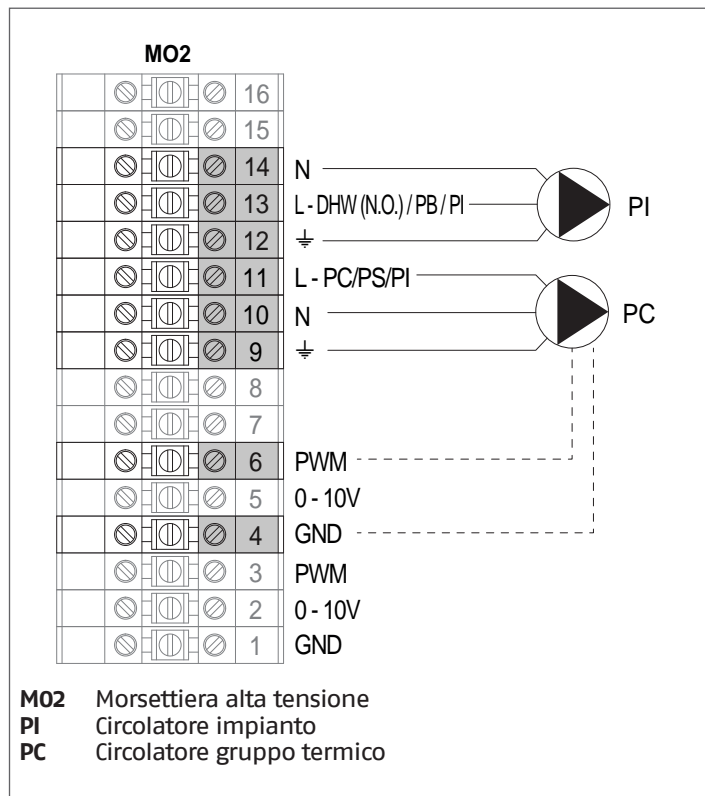 MO2
16
15
14 N
13 L - DHW (N.O.) / PB / PI
PI
12
11 L - PC/PS/PI
10 N
PC
9
8
7
6 PWM
5 0 - 10V
4 GND
3 PWM
2 0 - 10V
1 GND
MO2 Morsettiera alta tensione
PI Circolatore impianto
PC Circolatore gruppo termico